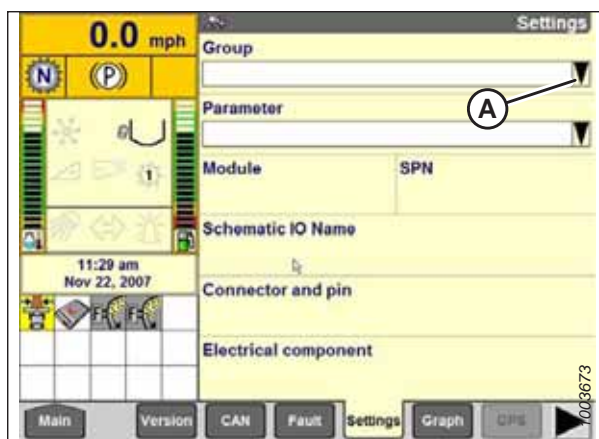 0.0 mph
N
(P)
1
11:29 am
Nov 22, 2007
Settings
Group
A
Parameter
Module SPN
Schematic IO Name
Connector and pin
Electrical component
Main Version CAN Fault Settings Graph GPS
1003673